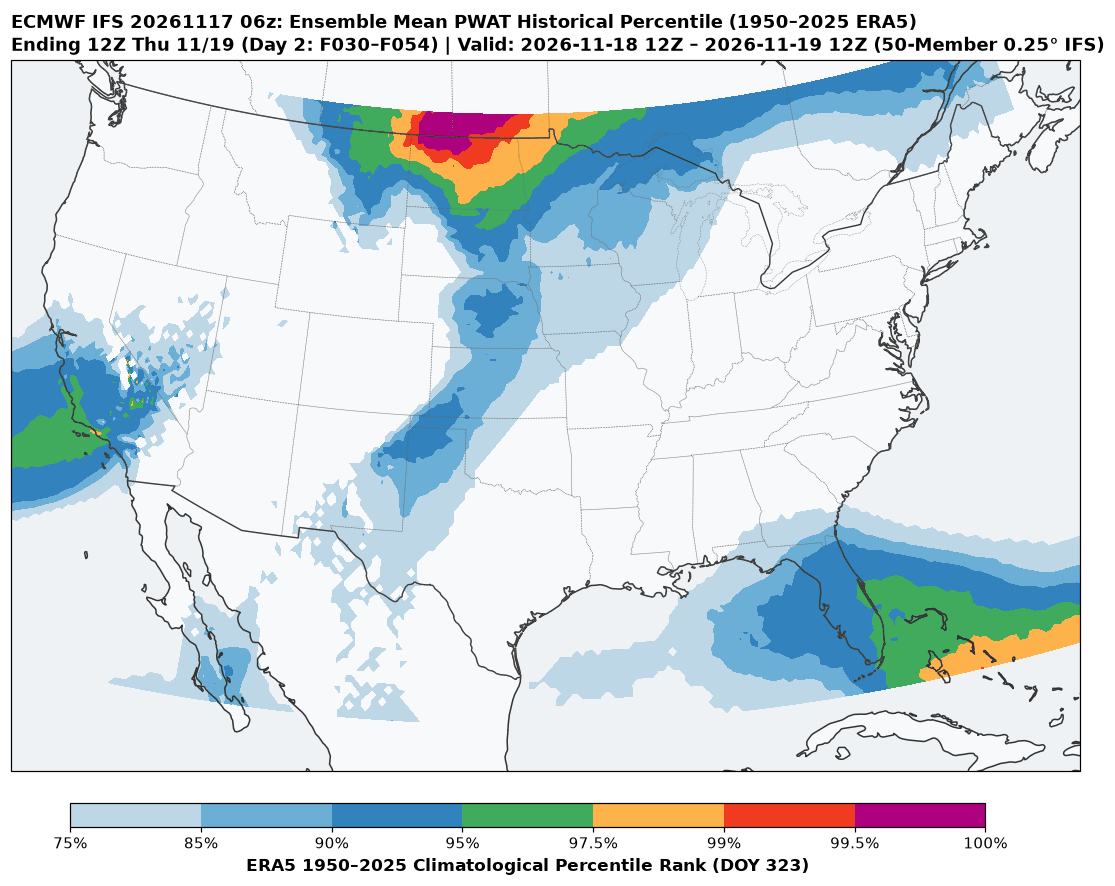 ECMWF IFS 20261117 06z: Ensemble Mean PWAT Historical Percentile (1950–2025 ERA5)
Ending 12Z Thu 11/19 (Day 2: F030–F054) | Valid: 2026-11-18 12Z – 2026-11-19 12Z (50-Member 0.25° IFS)
75% 85% 90% 95% 97.5% 99% 99.5% 100%
ERA5 1950–2025 Climatological Percentile Rank (DOY 323)